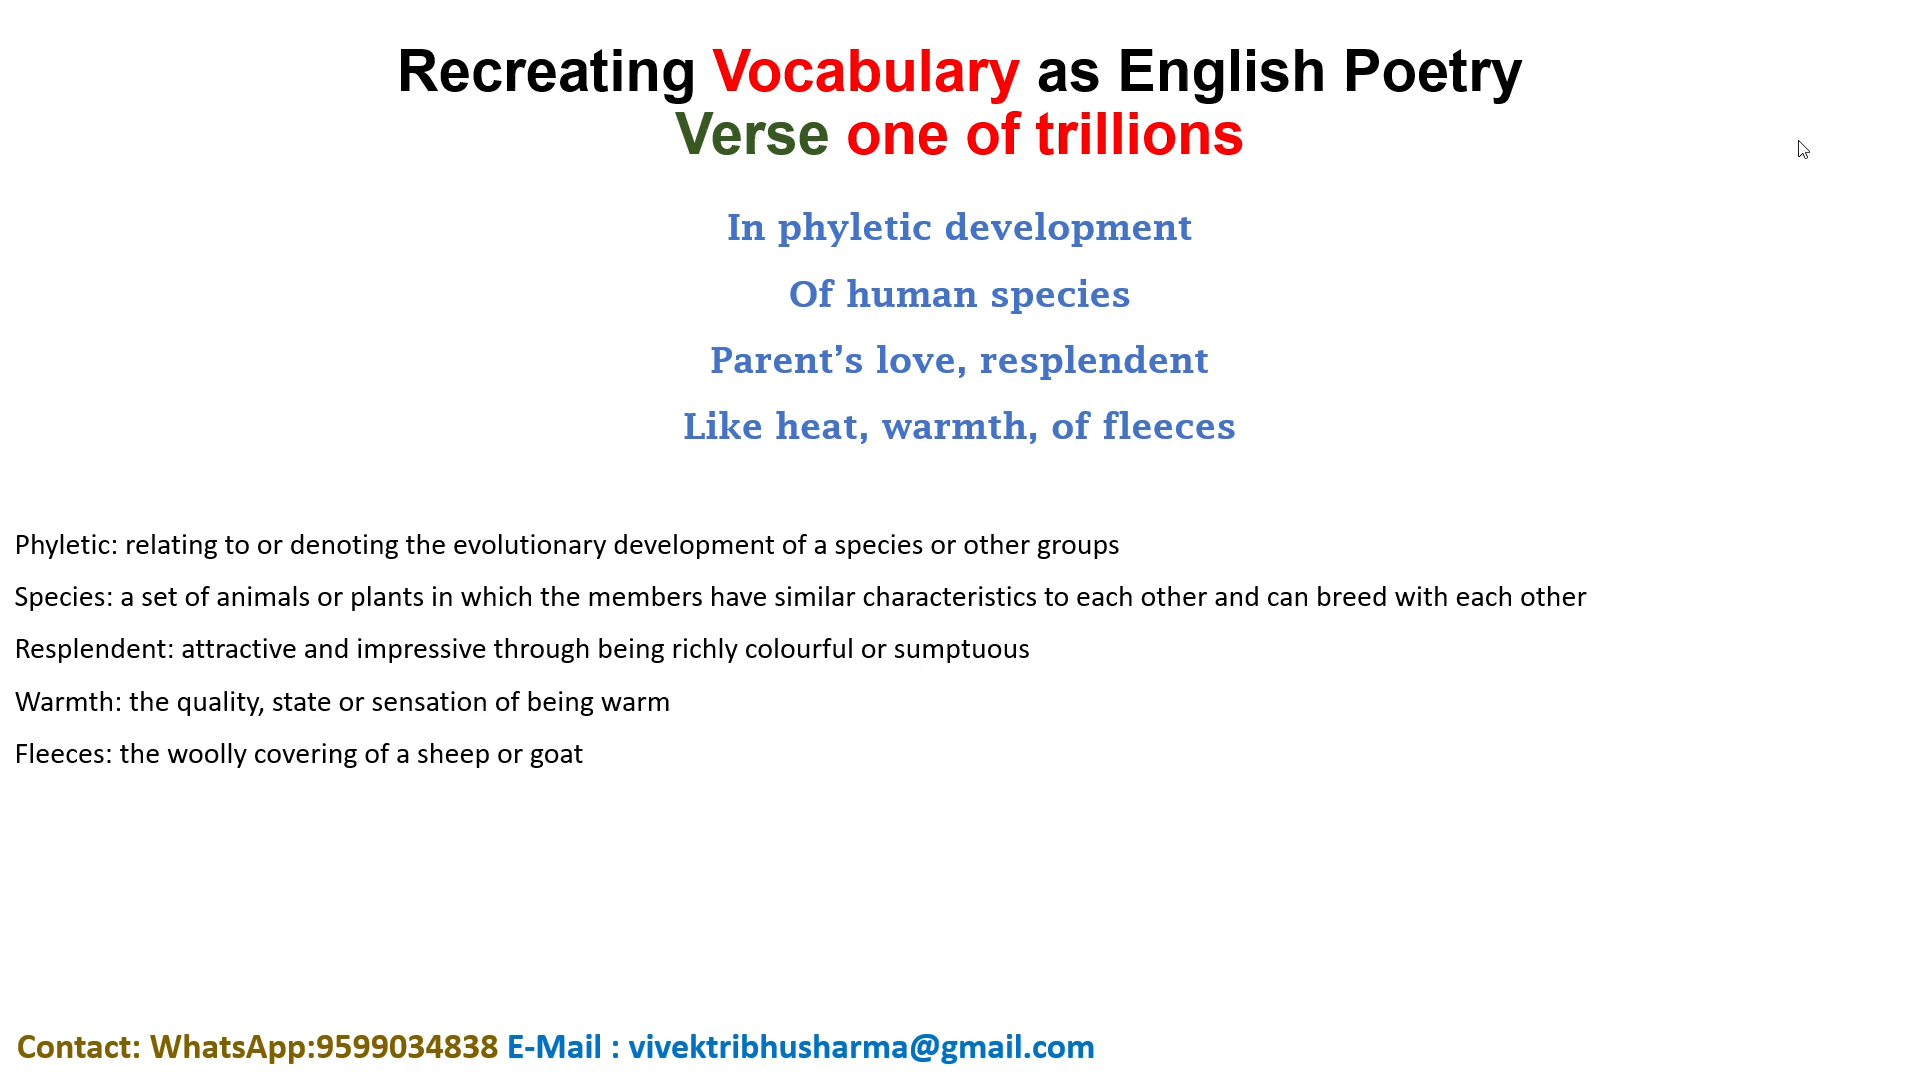 Recreating Vocabulary as English Poetry
Verse one of trillions
In phyletic development
Of human species
Parent’s love, resplendent
Like heat, warmth, of fleeces
Phyletic: relating to or denoting the evolutionary development of a species or other groups
Species: a set of animals or plants in which the members have similar characteristics to each other and can breed with each other
Resplendent: attractive and impressive through being richly colourful or sumptuous
Warmth: the quality, state or sensation of being warm
Fleeces: the woolly covering of a sheep or goat
Contact: WhatsApp:9599034838 E-Mail : vivektribhusharma@gmail.com